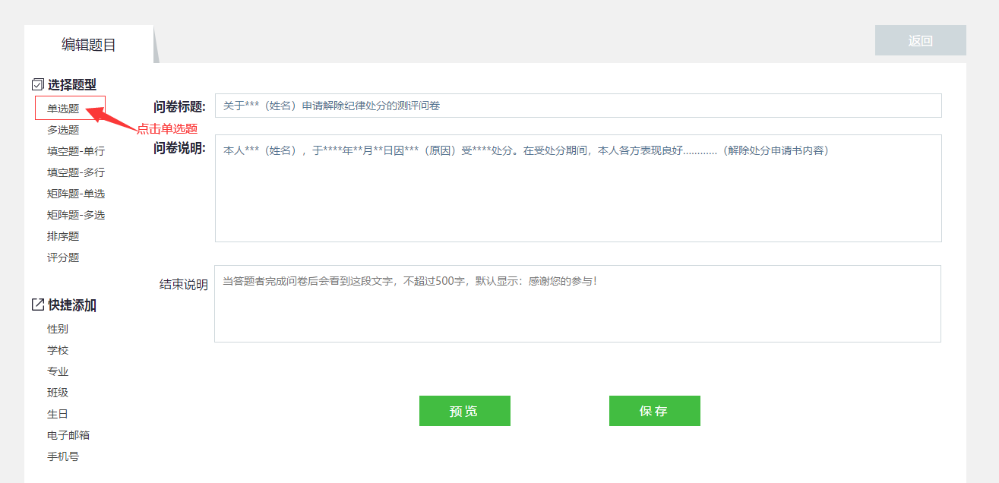 编辑题目
返回
选择题型
单选题
点击单选题
多选题
填空题-单行
填空题-多行
矩阵题-单选
矩阵题-多选
排序题
评分题
快捷添加
性别
学校
专业
班级
生日
电子邮箱
手机号
问卷标题:
关于***（姓名）申请解除纪律处分的测评问卷
问卷说明:
本人***（姓名），于****年**月**日因***（原因）受****处分。在受处分期间，本人各方表现良好…………（解除处分申请书内容）
结束说明
当答题者完成问卷后会看到这段文字，不超过500字，默认显示：感谢您的参与！
预览
保存